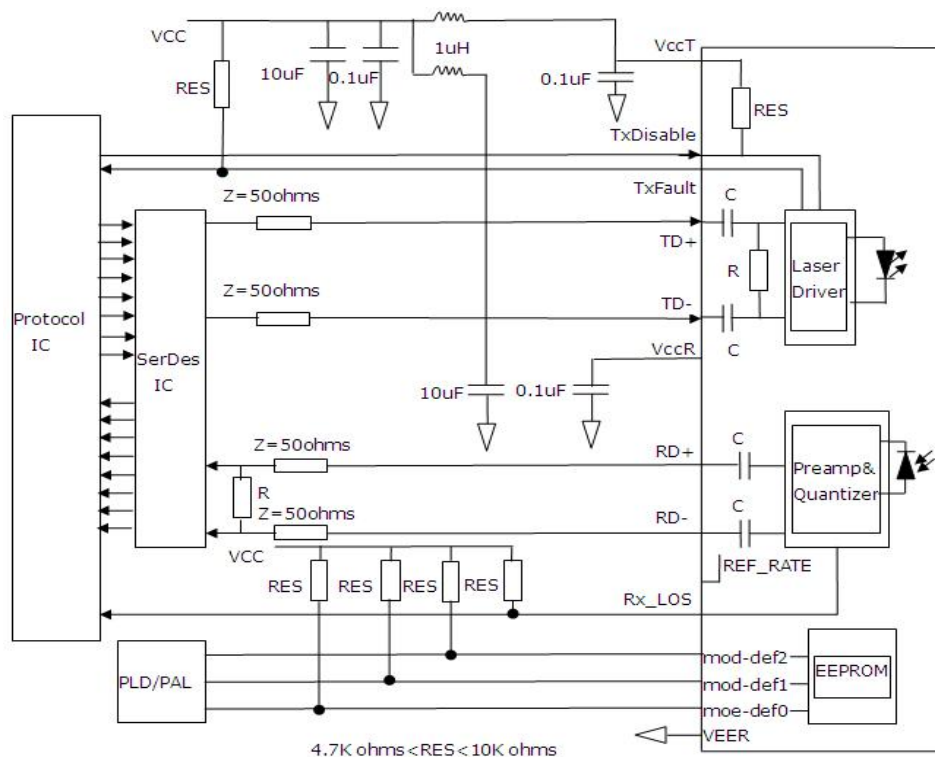 VCC
1uH
VccT
10uF
0.1uF
0.1uF
RES
RES
TxDisable
TxFault
Z=50ohms
C
TD+
R
Laser
Driver
Z=50ohms
TD-
C
Protocol
IC
SerDes
IC
VccR
10uF
0.1uF
Z=50ohms
RD+
C
Preamp&
Quantizer
R
Z=50ohms
RD-
C
VCC
REF_RATE
RES
RES
RES
RES
Rx_LOS
PLD/PAL
mod-def2
mod-def1
moe-def0
EEPROM
VEER
4.7K ohms<RES<10K ohms